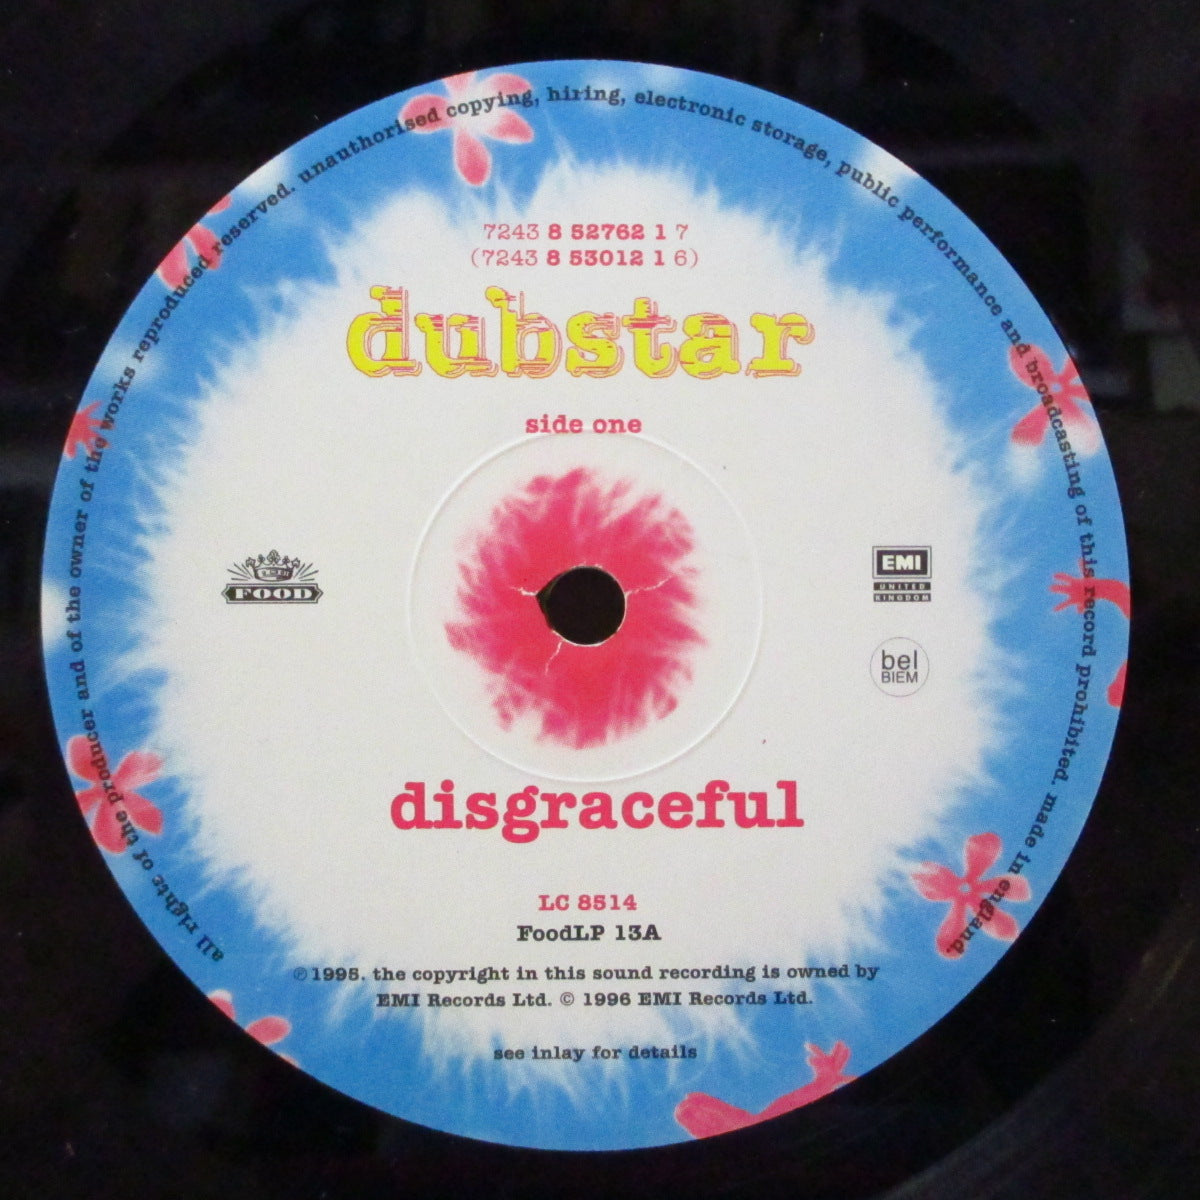 all rights of the producer and of the owner of the works reproduced reserved. unauthorised copying, hiring, electronic storage, public performance and broadcasting of this record prohibited. made in england.
7243 8 52762 1 7
(7243 8 53012 1 6)
dubstar
side one
FOOD
EMI
UNITED
KINGDOM
bel
BIEM
disgraceful
LC 8514
FoodLP 13A
℗ 1995. the copyright in this sound recording is owned by
EMI Records Ltd. © 1996 EMI Records Ltd.
see inlay for details